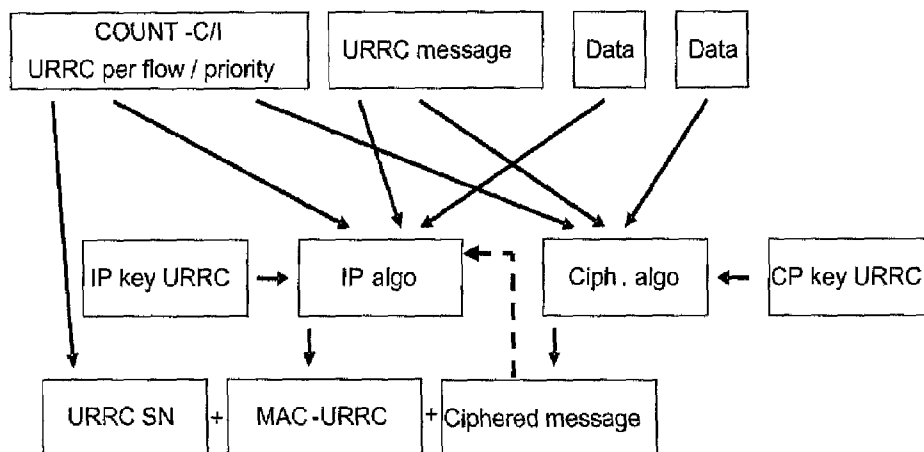 COUNT -C/I
URRC per flow / priority
URRC message
Data
Data
IP key URRC
IP algo
Ciph. algo
CP key URRC
URRC SN
+
MAC-URRC
+
Ciphered message